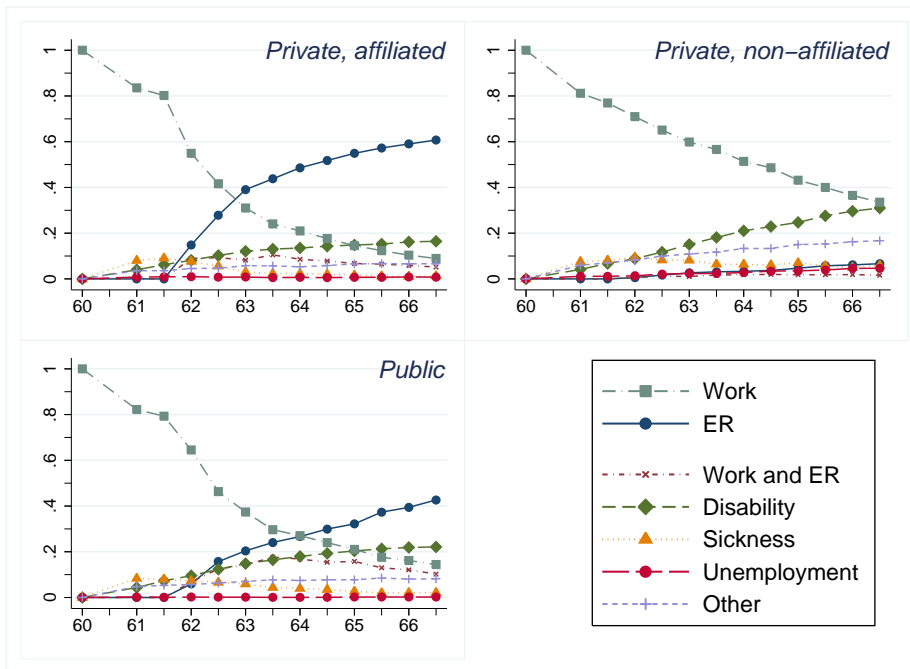 Private, affiliated
1
.8
.6
.4
.2
0
60 61 62 63 64 65 66
Private, non−affiliated
1
.8
.6
.4
.2
0
60 61 62 63 64 65 66
Public
1
.8
.6
.4
.2
0
60 61 62 63 64 65 66
Work
ER
Work and ER
Disability
Sickness
Unemployment
Other